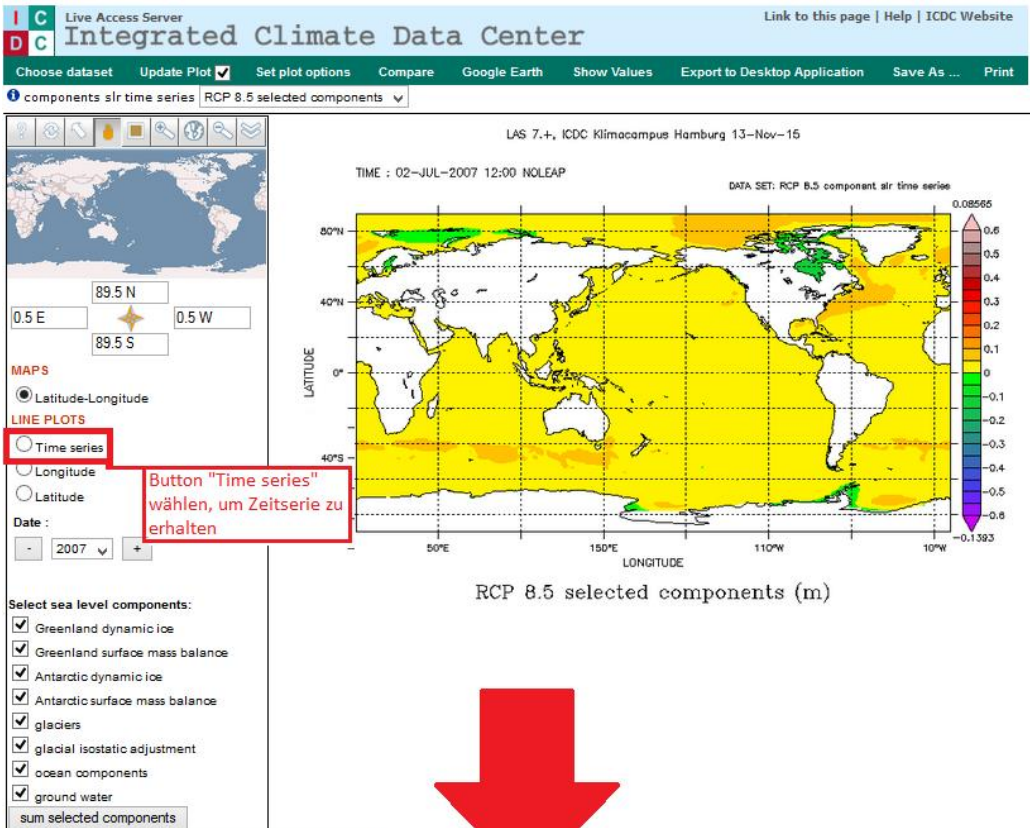 I C
D C
Live Access Server
Integrated Climate Data Center
Link to this page | Help | ICDC Website
Choose dataset Update Plot Set plot options Compare Google Earth Show Values Export to Desktop Application Save As ... Print
components slr time series RCP 8.5 selected components
LAS 7.+, ICDC Klimacampus Hamburg 13-Nov-15
TIME : 02-JUL-2007 12:00 NOLEAP
DATA SET: RCP 8.5 component slr time series
0.08565
0.6
0.5
0.4
0.3
0.2
0.1
0
-0.1
-0.2
-0.3
-0.4
-0.5
-0.6
-0.1393
80°N
40°N
0°
40°S
LATITUDE
50°E 150°E 110°W 10°W
LONGITUDE
RCP 8.5 selected components (m)
89.5 N
0.5 E 0.5 W
89.5 S
MAPS
Latitude-Longitude
LINE PLOTS
Time series
Longitude
Latitude
Button "Time series"
wählen, um Zeitserie zu
erhalten
Date :
- 2007 +
Select sea level components:
Greenland dynamic ice
Greenland surface mass balance
Antarctic dynamic ice
Antarctic surface mass balance
glaciers
glacial isostatic adjustment
ocean components
ground water
sum selected components